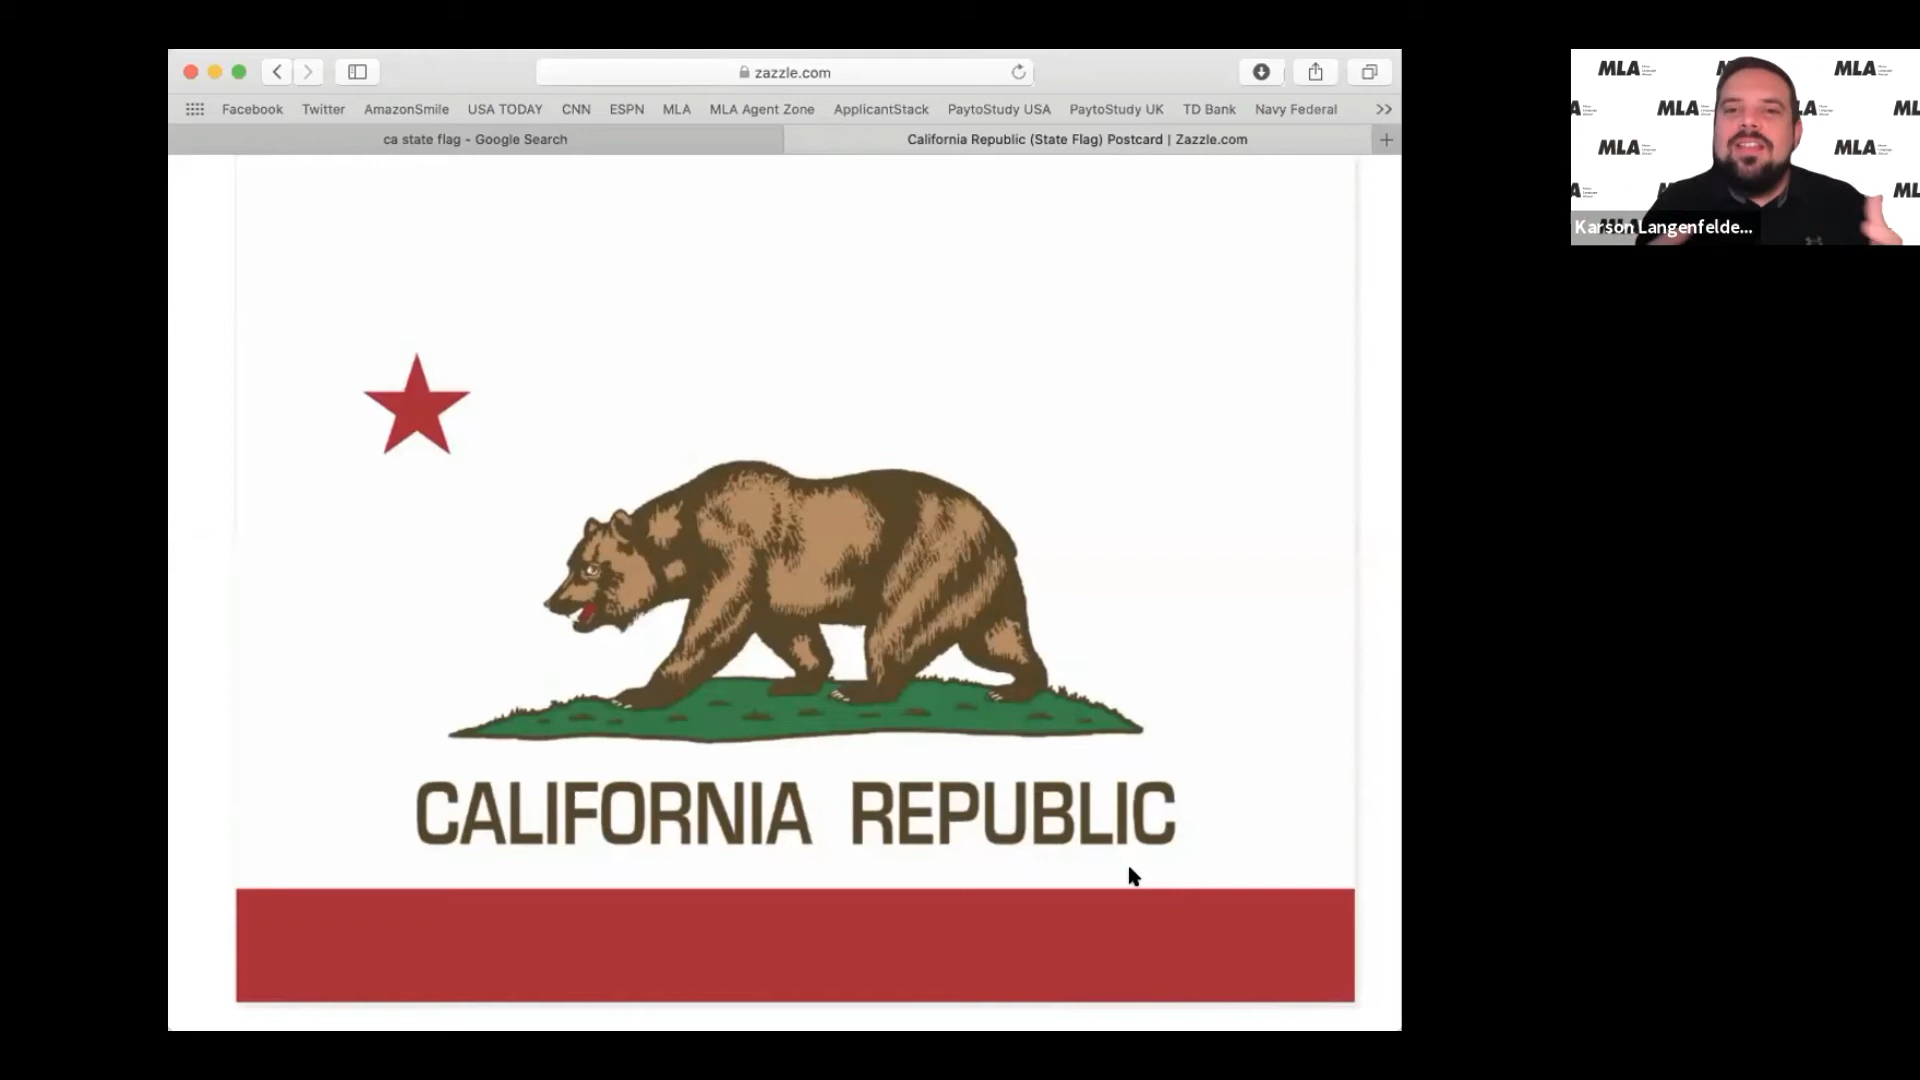 zazzle.com
Facebook Twitter AmazonSmile USA TODAY CNN ESPN MLA MLA Agent Zone ApplicantStack PaytoStudy USA PaytoStudy UK TD Bank Navy Federal
ca state flag - Google Search
California Republic (State Flag) Postcard | Zazzle.com
CALIFORNIA REPUBLIC
MLA MLA
MLA
MLA MLA
Karson Langenfelde...